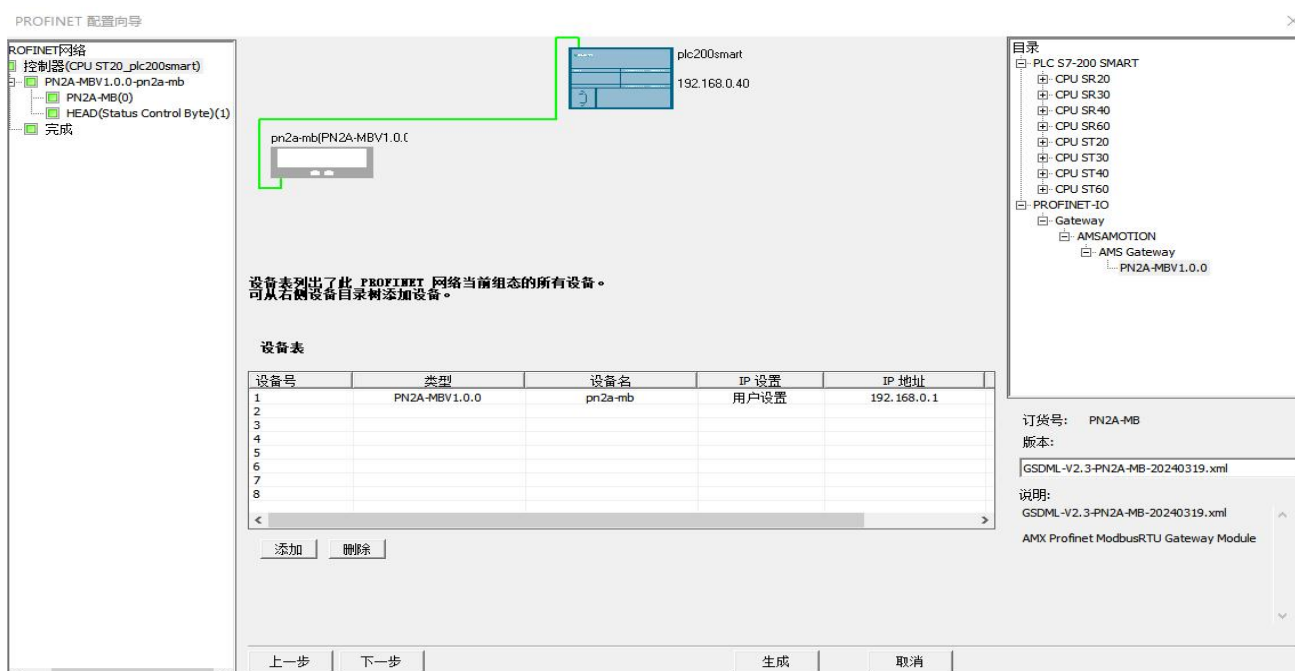 PROFINET 配置向导
ROFINET网络
控制器(CPU ST20_plc200smart)
PN2A-MBV1.0.0-pn2a-mb
PN2A-MB(0)
HEAD(Status Control Byte)(1)
完成
plc200smart
192.168.0.40
pn2a-mb(PN2A-MBV1.0.(
设备表列出了此 PROFINET 网络当前组态的所有设备。
可从右侧设备目录树添加设备。
设备表
设备号 类型 设备名 IP 设置 IP 地址
1 PN2A-MBV1.0.0 pn2a-mb 用户设置 192.168.0.1
2
3
4
5
6
7
8
添加 删除
上一步 下一步 生成 取消
目录
PLC S7-200 SMART
CPU SR20
CPU SR30
CPU SR40
CPU SR60
CPU ST20
CPU ST30
CPU ST40
CPU ST60
PROFINET-IO
Gateway
AMSAMOTION
AMS Gateway
PN2A-MBV1.0.0
订货号: PN2A-MB
版本:
GSDML-V2.3-PN2A-MB-20240319.xml
说明:
GSDML-V2.3-PN2A-MB-20240319.xml
AMX Profinet ModbusRTU Gateway Module